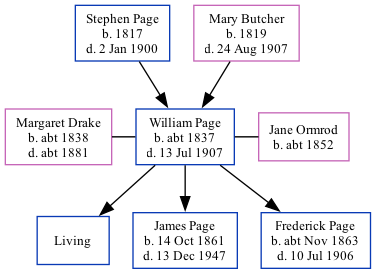 Stephen Page
b. 1817
d. 2 Jan 1900
Mary Butcher
b. 1819
d. 24 Aug 1907
Margaret Drake
b. abt 1838
d. abt 1881
William Page
b. abt 1837
d. 13 Jul 1907
Jane Ormrod
b. abt 1852
Living
James Page
b. 14 Oct 1861
d. 13 Dec 1947
Frederick Page
b. abt Nov 1863
d. 10 Jul 1906